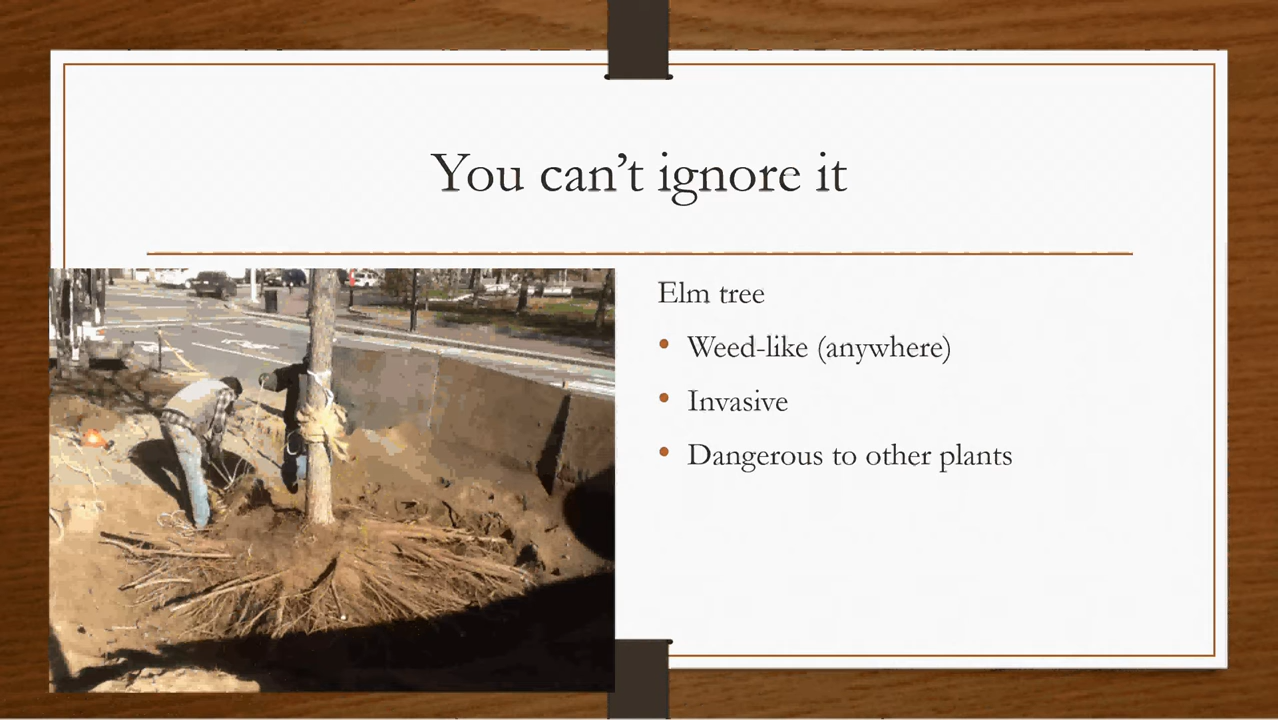 You can’t ignore it
Elm tree
• Weed-like (anywhere)
• Invasive
• Dangerous to other plants